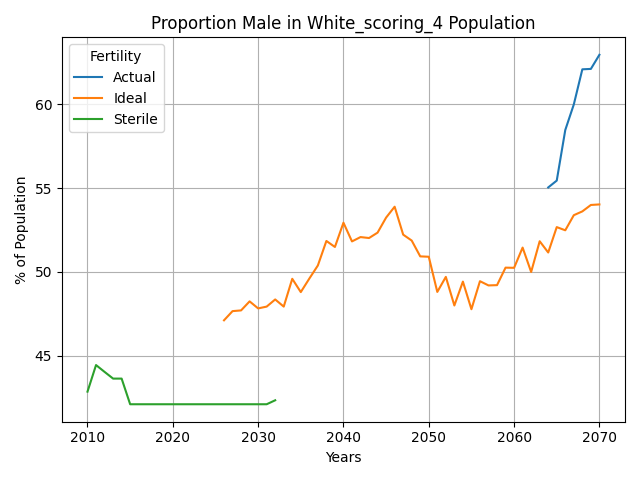 Proportion Male in White_scoring_4 Population
Fertility
Actual
Ideal
Sterile
% of Population
60
55
50
45
2010 2020 2030 2040 2050 2060 2070
Years